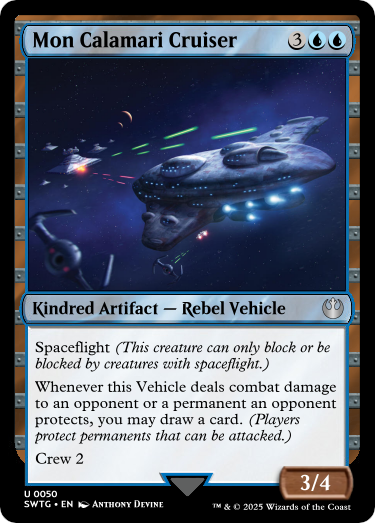 Mon Calamari Cruiser 3
Kindred Artifact — Rebel Vehicle
Spaceflight (This creature can only block or be
blocked by creatures with spaceflight.)
Whenever this Vehicle deals combat damage
to an opponent or a permanent an opponent
protects, you may draw a card. (Players
protect permanents that can be attacked.)
Crew 2
3/4
U 0050
SWTG • EN Anthony Devine
™ & © 2025 Wizards of the Coast